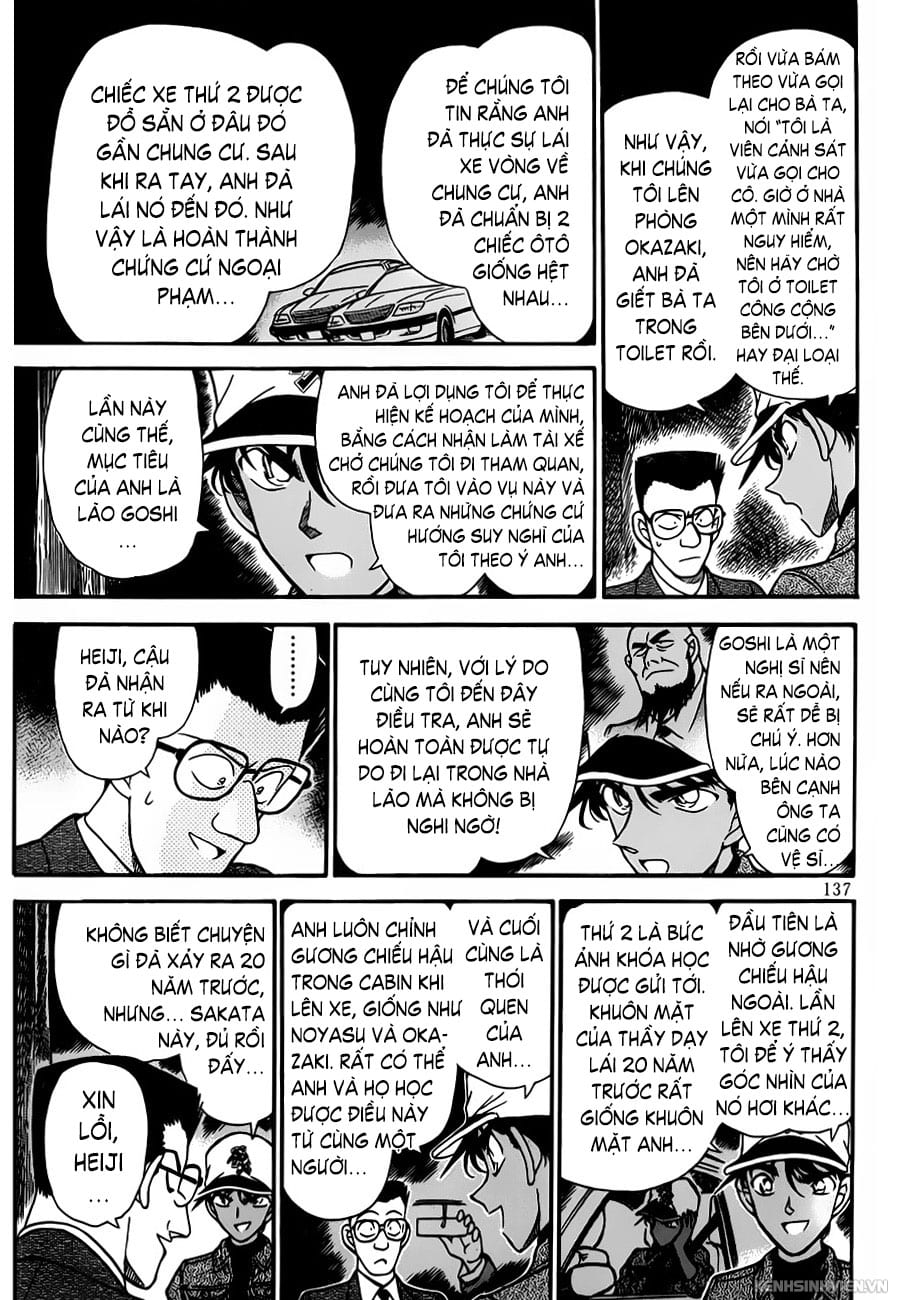 RỒI VỪA BÁM
THEO VỪA GỌI
LẠI CHO BÀ TA,
NÓI “TÔI LÀ
VIÊN CẢNH SÁT
VỪA GỌI CHO
CÔ. GIỜ Ở NHÀ
MỘT MÌNH RẤT
NGUY HIỂM,
NÊN HÃY CHỜ
TÔI Ở TOILET
CÔNG CỘNG
BÊN DƯỚI...”
HAY ĐẠI LOẠI
THẾ.
NHƯ VẬY,
KHI CHÚNG
TÔI LÊN
PHÒNG
OKAZAKI,
ANH ĐÃ
GIẾT BÀ TA
TRONG
TOILET RỒI.
ĐỂ CHÚNG TÔI
TIN RẰNG ANH
ĐÃ THỰC SỰ LÁI
XE VÒNG VỀ
CHUNG CƯ, ANH
ĐÃ CHUẨN BỊ 2
CHIẾC ÔTÔ
GIỐNG HỆT
NHAU...
CHIẾC XE THỨ 2 ĐƯỢC
ĐỖ SẴN Ở ĐÂU ĐÓ
GẦN CHUNG CƯ. SAU
KHI RA TAY, ANH ĐÃ
LÁI NÓ ĐẾN ĐÓ. NHƯ
VẬY LÀ HOÀN THÀNH
CHỨNG CỨ NGOẠI
PHẠM...
ANH ĐÃ LỢI DỤNG TÔI ĐỂ THỰC
HIỆN KẾ HOẠCH CỦA MÌNH,
BẰNG CÁCH NHẬN LÀM TÀI XẾ
CHỞ CHÚNG TÔI ĐI THAM QUAN,
RỒI ĐƯA TÔI VÀO VỤ NÀY VÀ
ĐƯA RA NHỮNG CHỨNG CỨ
HƯỚNG SUY NGHĨ CỦA
TÔI THEO Ý ANH...
LẦN NÀY
CŨNG THẾ,
MỤC TIÊU
CỦA ANH LÀ
LÃO GOSHI
...
GOSHI LÀ MỘT
NGHỊ SĨ NÊN
NẾU RA NGOÀI,
SẼ RẤT DỄ BỊ
CHÚ Ý. HƠN
NỮA, LÚC NÀO
BÊN CẠNH
ÔNG TA
CŨNG CÓ
VỆ SĨ...
TUY NHIÊN, VỚI LÝ DO
CÙNG TÔI ĐẾN ĐÂY
ĐIỀU TRA, ANH SẼ
HOÀN TOÀN ĐƯỢC TỰ
DO ĐI LẠI TRONG NHÀ
LÃO MÀ KHÔNG BỊ
NGHI NGỜ!
........
HEIJI, CẬU
ĐÃ NHẬN
RA TỪ KHI
NÀO?
137
ĐẦU TIÊN LÀ
NHỜ GƯƠNG
CHIẾU HẬU
NGOÀI. LẦN
LÊN XE THỨ 2,
TÔI ĐỂ Ý THẤY
GÓC NHÌN CỦA
NÓ HƠI KHÁC...
THỨ 2 LÀ BỨC
ẢNH KHÓA HỌC
ĐƯỢC GỬI TỚI.
KHUÔN MẶT
CỦA THẦY DẠY
LÁI 20 NĂM
TRƯỚC RẤT
GIỐNG KHUÔN
MẶT ANH...
VÀ CUỐI
CÙNG LÀ
THÓI
QUEN
CỦA
ANH...
ANH LUÔN CHỈNH
GƯƠNG CHIẾU HẬU
TRONG CABIN KHI
LÊN XE, GIỐNG NHƯ
NOYASU VÀ OKA-
ZAKI. RẤT CÓ THỂ
ANH VÀ HỌ HỌC
ĐƯỢC ĐIỀU NÀY
TỪ CÙNG MỘT
NGƯỜI...
KHÔNG BIẾT CHUYỆN
GÌ ĐÃ XẢY RA 20
NĂM TRƯỚC,
NHƯNG... SAKATA
NÀY, ĐỦ RỒI
ĐẤY...
XIN
LỖI,
HEIJI
...
KENHSINHVIEN.VN